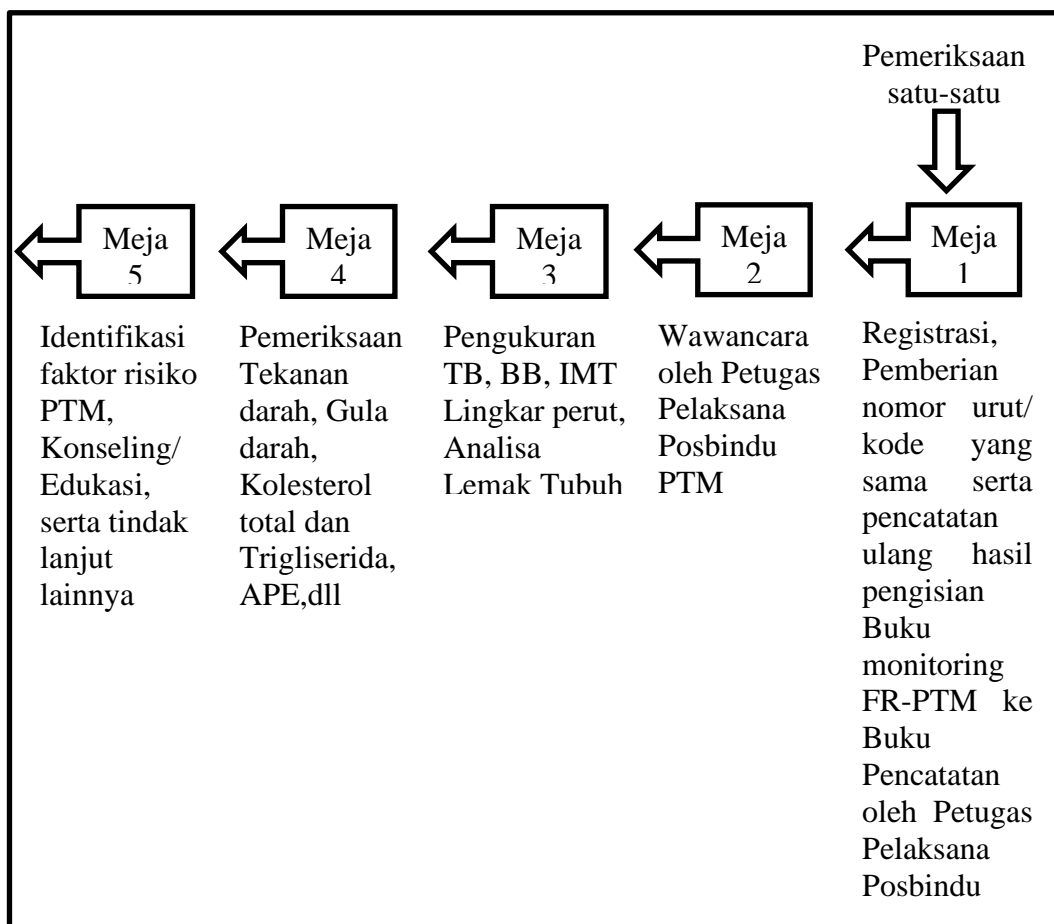 Pemeriksaan
satu-satu
Meja
5
Meja
4
Meja
3
Meja
2
Meja
1
Identifikasi
faktor risiko
PTM,
Konseling/
Edukasi,
serta tindak
lanjut
lainnya
Pemeriksaan
Tekanan
darah, Gula
darah,
Kolesterol
total dan
Trigliserida,
APE,dll
Pengukuran
TB, BB, IMT
Lingkar perut,
Analisa
Lemak Tubuh
Wawancara
oleh Petugas
Pelaksana
Posbindu
PTM
Registrasi,
Pemberian
nomor urut/
kode yang
sama serta
pencatatan
ulang hasil
pengisian
Buku
monitoring
FR-PTM ke
Buku
Pencatatan
oleh Petugas
Pelaksana
Posbindu